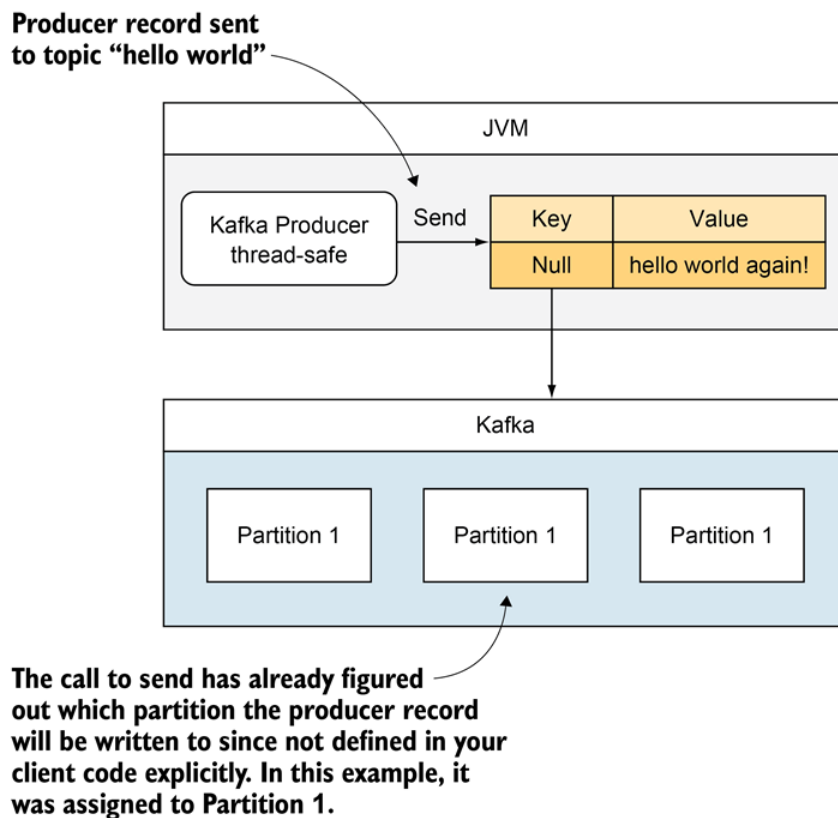 Producer record sent
to topic “hello world”
JVM
Kafka Producer
thread-safe
Send
Key
Value
Null
hello world again!
Kafka
Partition 1
Partition 1
Partition 1
The call to send has already figured
out which partition the producer record
will be written to since not defined in your
client code explicitly. In this example, it
was assigned to Partition 1.